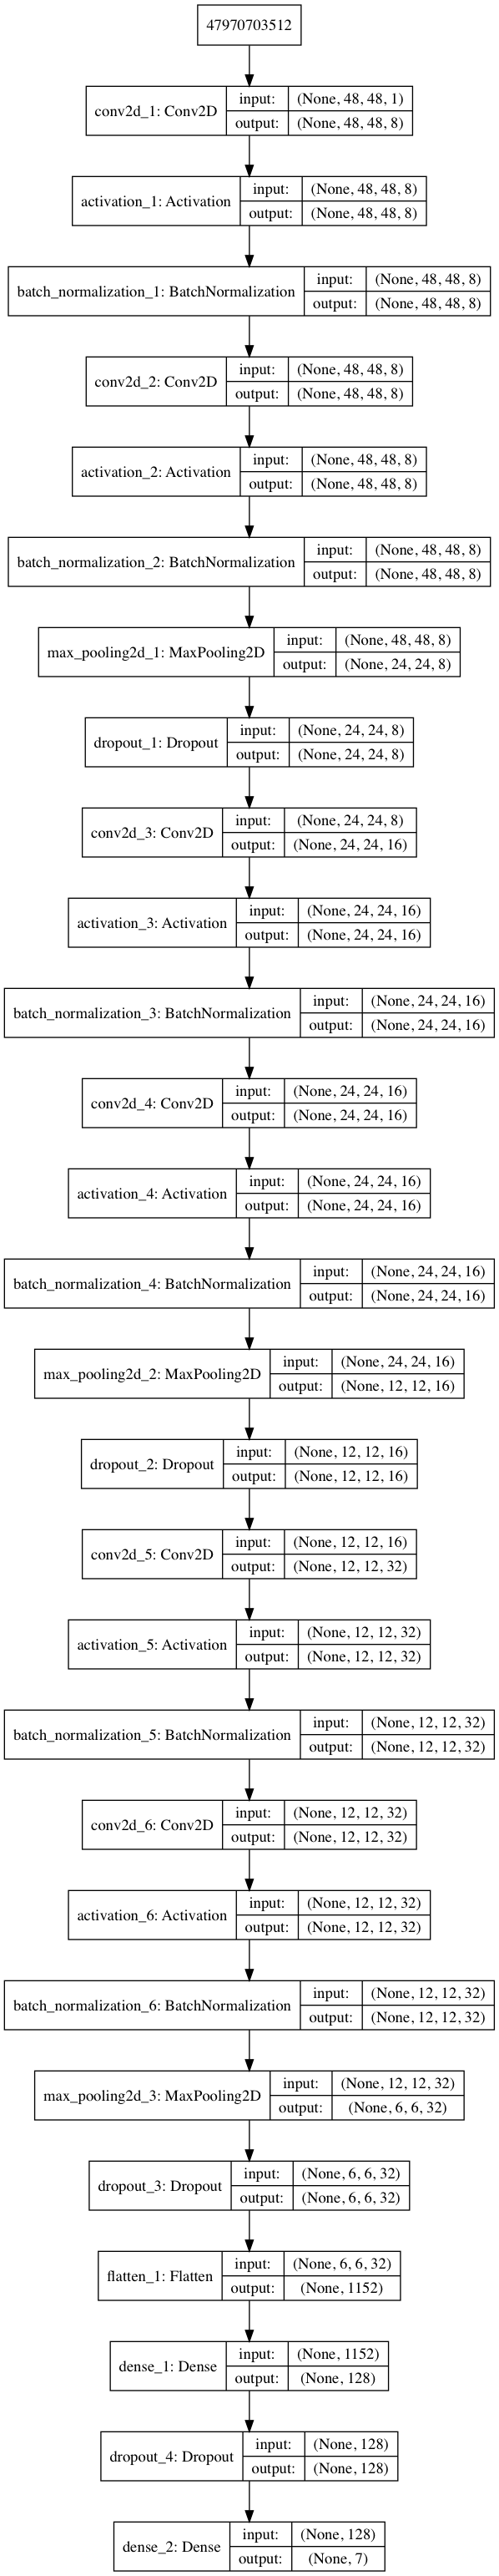 47970703512
conv2d_1: Conv2D input: (None, 48, 48, 1)
output: (None, 48, 48, 8)
activation_1: Activation input: (None, 48, 48, 8)
output: (None, 48, 48, 8)
batch_normalization_1: BatchNormalization input: (None, 48, 48, 8)
output: (None, 48, 48, 8)
conv2d_2: Conv2D input: (None, 48, 48, 8)
output: (None, 48, 48, 8)
activation_2: Activation input: (None, 48, 48, 8)
output: (None, 48, 48, 8)
batch_normalization_2: BatchNormalization input: (None, 48, 48, 8)
output: (None, 48, 48, 8)
max_pooling2d_1: MaxPooling2D input: (None, 48, 48, 8)
output: (None, 24, 24, 8)
dropout_1: Dropout input: (None, 24, 24, 8)
output: (None, 24, 24, 8)
conv2d_3: Conv2D input: (None, 24, 24, 8)
output: (None, 24, 24, 16)
activation_3: Activation input: (None, 24, 24, 16)
output: (None, 24, 24, 16)
batch_normalization_3: BatchNormalization input: (None, 24, 24, 16)
output: (None, 24, 24, 16)
conv2d_4: Conv2D input: (None, 24, 24, 16)
output: (None, 24, 24, 16)
activation_4: Activation input: (None, 24, 24, 16)
output: (None, 24, 24, 16)
batch_normalization_4: BatchNormalization input: (None, 24, 24, 16)
output: (None, 24, 24, 16)
max_pooling2d_2: MaxPooling2D input: (None, 24, 24, 16)
output: (None, 12, 12, 16)
dropout_2: Dropout input: (None, 12, 12, 16)
output: (None, 12, 12, 16)
conv2d_5: Conv2D input: (None, 12, 12, 16)
output: (None, 12, 12, 32)
activation_5: Activation input: (None, 12, 12, 32)
output: (None, 12, 12, 32)
batch_normalization_5: BatchNormalization input: (None, 12, 12, 32)
output: (None, 12, 12, 32)
conv2d_6: Conv2D input: (None, 12, 12, 32)
output: (None, 12, 12, 32)
activation_6: Activation input: (None, 12, 12, 32)
output: (None, 12, 12, 32)
batch_normalization_6: BatchNormalization input: (None, 12, 12, 32)
output: (None, 12, 12, 32)
max_pooling2d_3: MaxPooling2D input: (None, 12, 12, 32)
output: (None, 6, 6, 32)
dropout_3: Dropout input: (None, 6, 6, 32)
output: (None, 6, 6, 32)
flatten_1: Flatten input: (None, 6, 6, 32)
output: (None, 1152)
dense_1: Dense input: (None, 1152)
output: (None, 128)
dropout_4: Dropout input: (None, 128)
output: (None, 128)
dense_2: Dense input: (None, 128)
output: (None, 7)